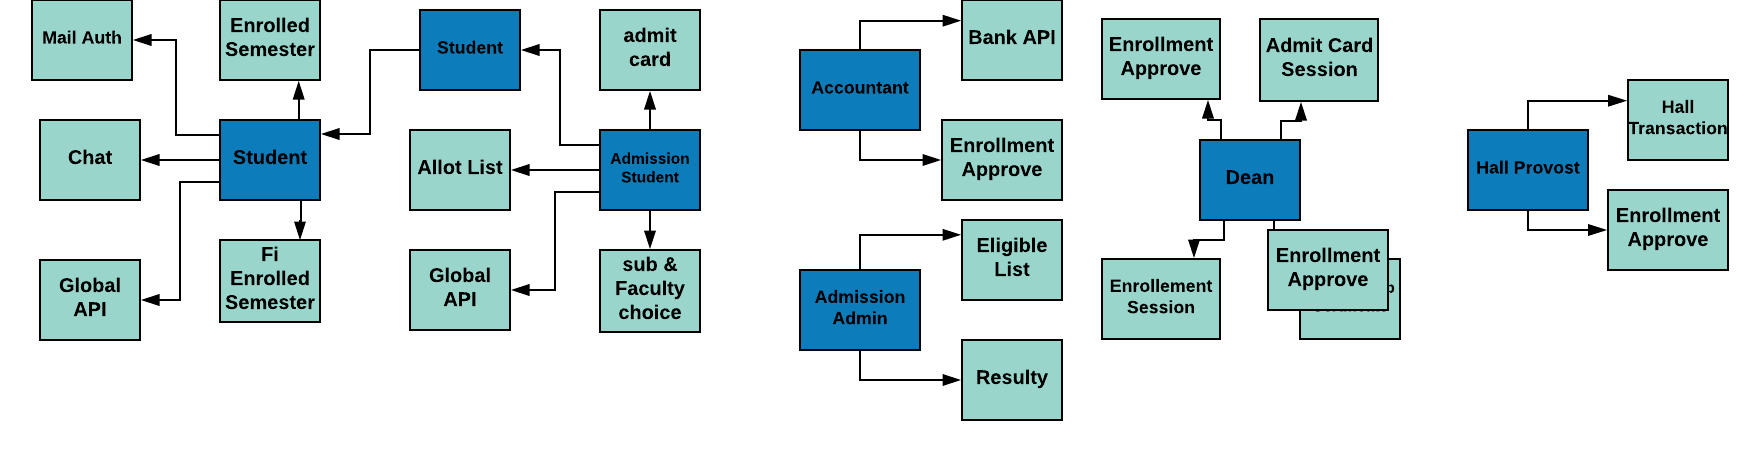 Mail Auth
Enrolled
Semester
Student
admit
card
Chat
Student
Allot List
Admission
Student
Global
API
Fi
Enrolled
Semester
Global
API
sub &
Faculty
choice
Accountant
Bank API
Enrollment
Approve
Admission
Admin
Eligible
List
Resulty
Enrollment
Approve
Admit Card
Session
Dean
Enrollement
Session
Enrollment
Approve
Hall Provost
Hall
Transaction
Enrollment
Approve